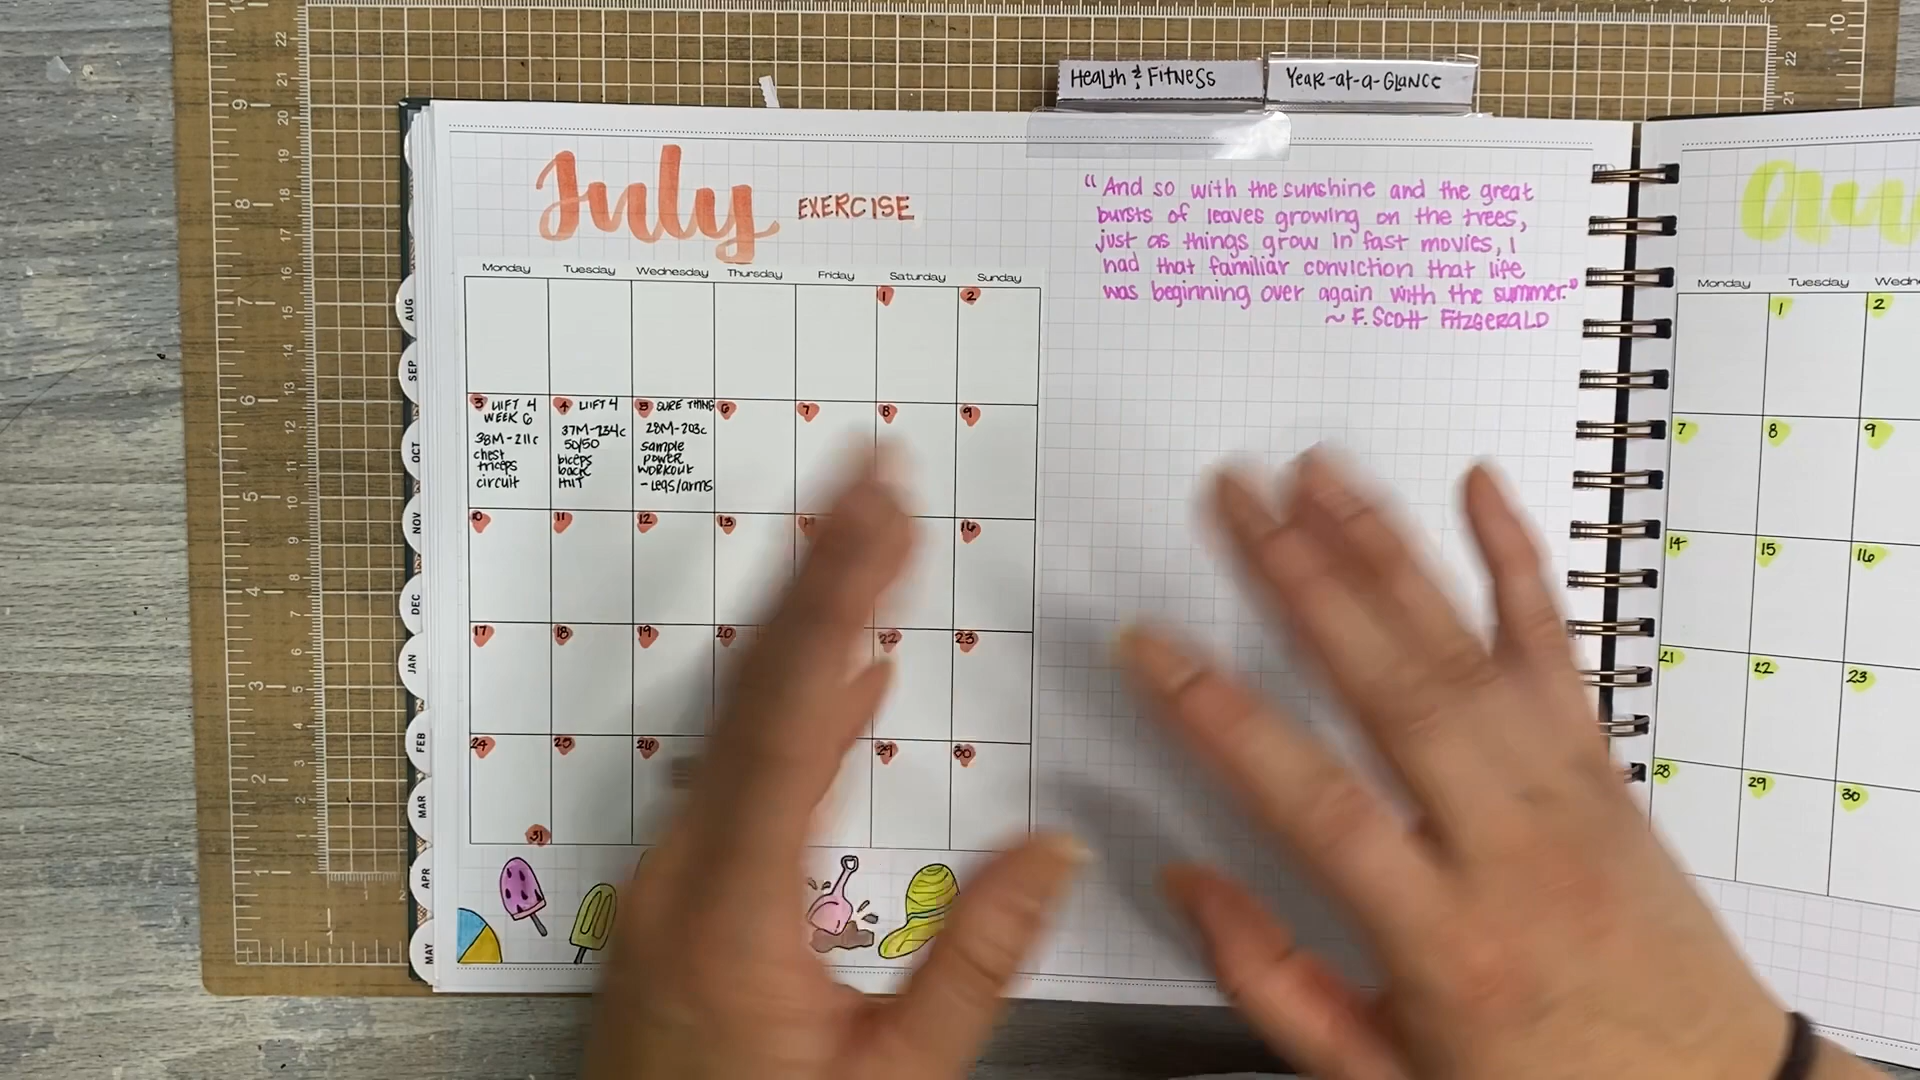 Health & Fitness
Year-at-a-Glance
July EXERCISE
"And so with the sunshine and the great
bursts of leaves growing on the trees,
just as things grow in fast movies, I
had that familiar conviction that life
was beginning over again with the summer."
~ F. Scott Fitzgerald
Monday Tuesday Wednesday Thursday Friday Saturday Sunday
1 2
3 LIIFT 4
WEEK 6
38M-211c
chest
triceps
circuit
4 LIIFT 4
37M-234c
50/50
biceps
back
HIIT
5 SURE THING
28M-203c
sample
power
workout
- Legs/arms
6 7 8 9
10 11 12 13 16
17 18 19 20 22 23
24 25 26 29 30
31
AUG
SEP
OCT
NOV
DEC
JAN
FEB
MAR
APR
MAY
Monday Tuesday
1 2
7 8 9
14 15 16
21 22 23
28 29 30